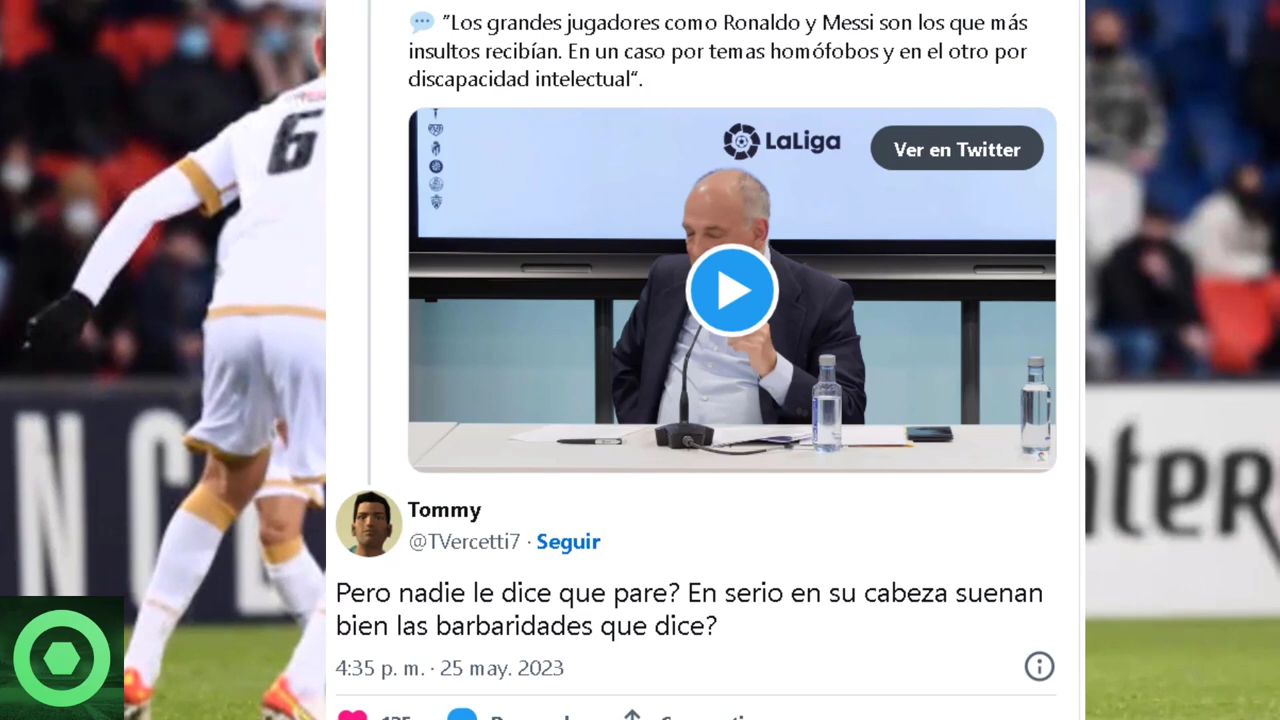 "Los grandes jugadores como Ronaldo y Messi son los que más
insultos recibían. En un caso por temas homófobos y en el otro por
discapacidad intelectual“.
LaLiga
Ver en Twitter
6
Tommy
@TVercetti7 · Seguir
Pero nadie le dice que pare? En serio en su cabeza suenan
bien las barbaridades que dice?
4:35 p. m. · 25 may. 2023